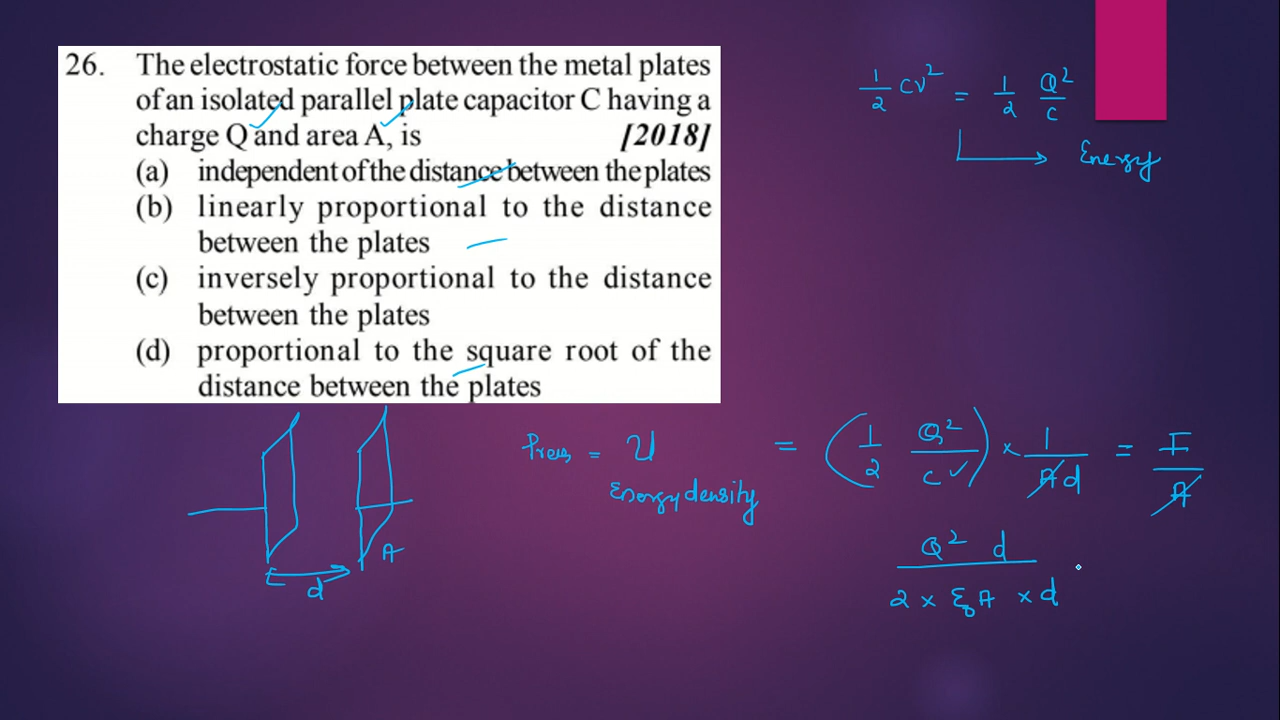 26. The electrostatic force between the metal plates
of an isolated parallel plate capacitor C having a
charge Q and area A, is [2018]
(a) independent of the distance between the plates
(b) linearly proportional to the distance
between the plates
(c) inversely proportional to the distance
between the plates
(d) proportional to the square root of the
distance between the plates
1/2 CV² = 1/2 Q²/C
Energy
A
d
Press = U = (1/2 Q²/C) × 1/Ad = F/A
Energy density
Q² d / 2 × ε₀A × d